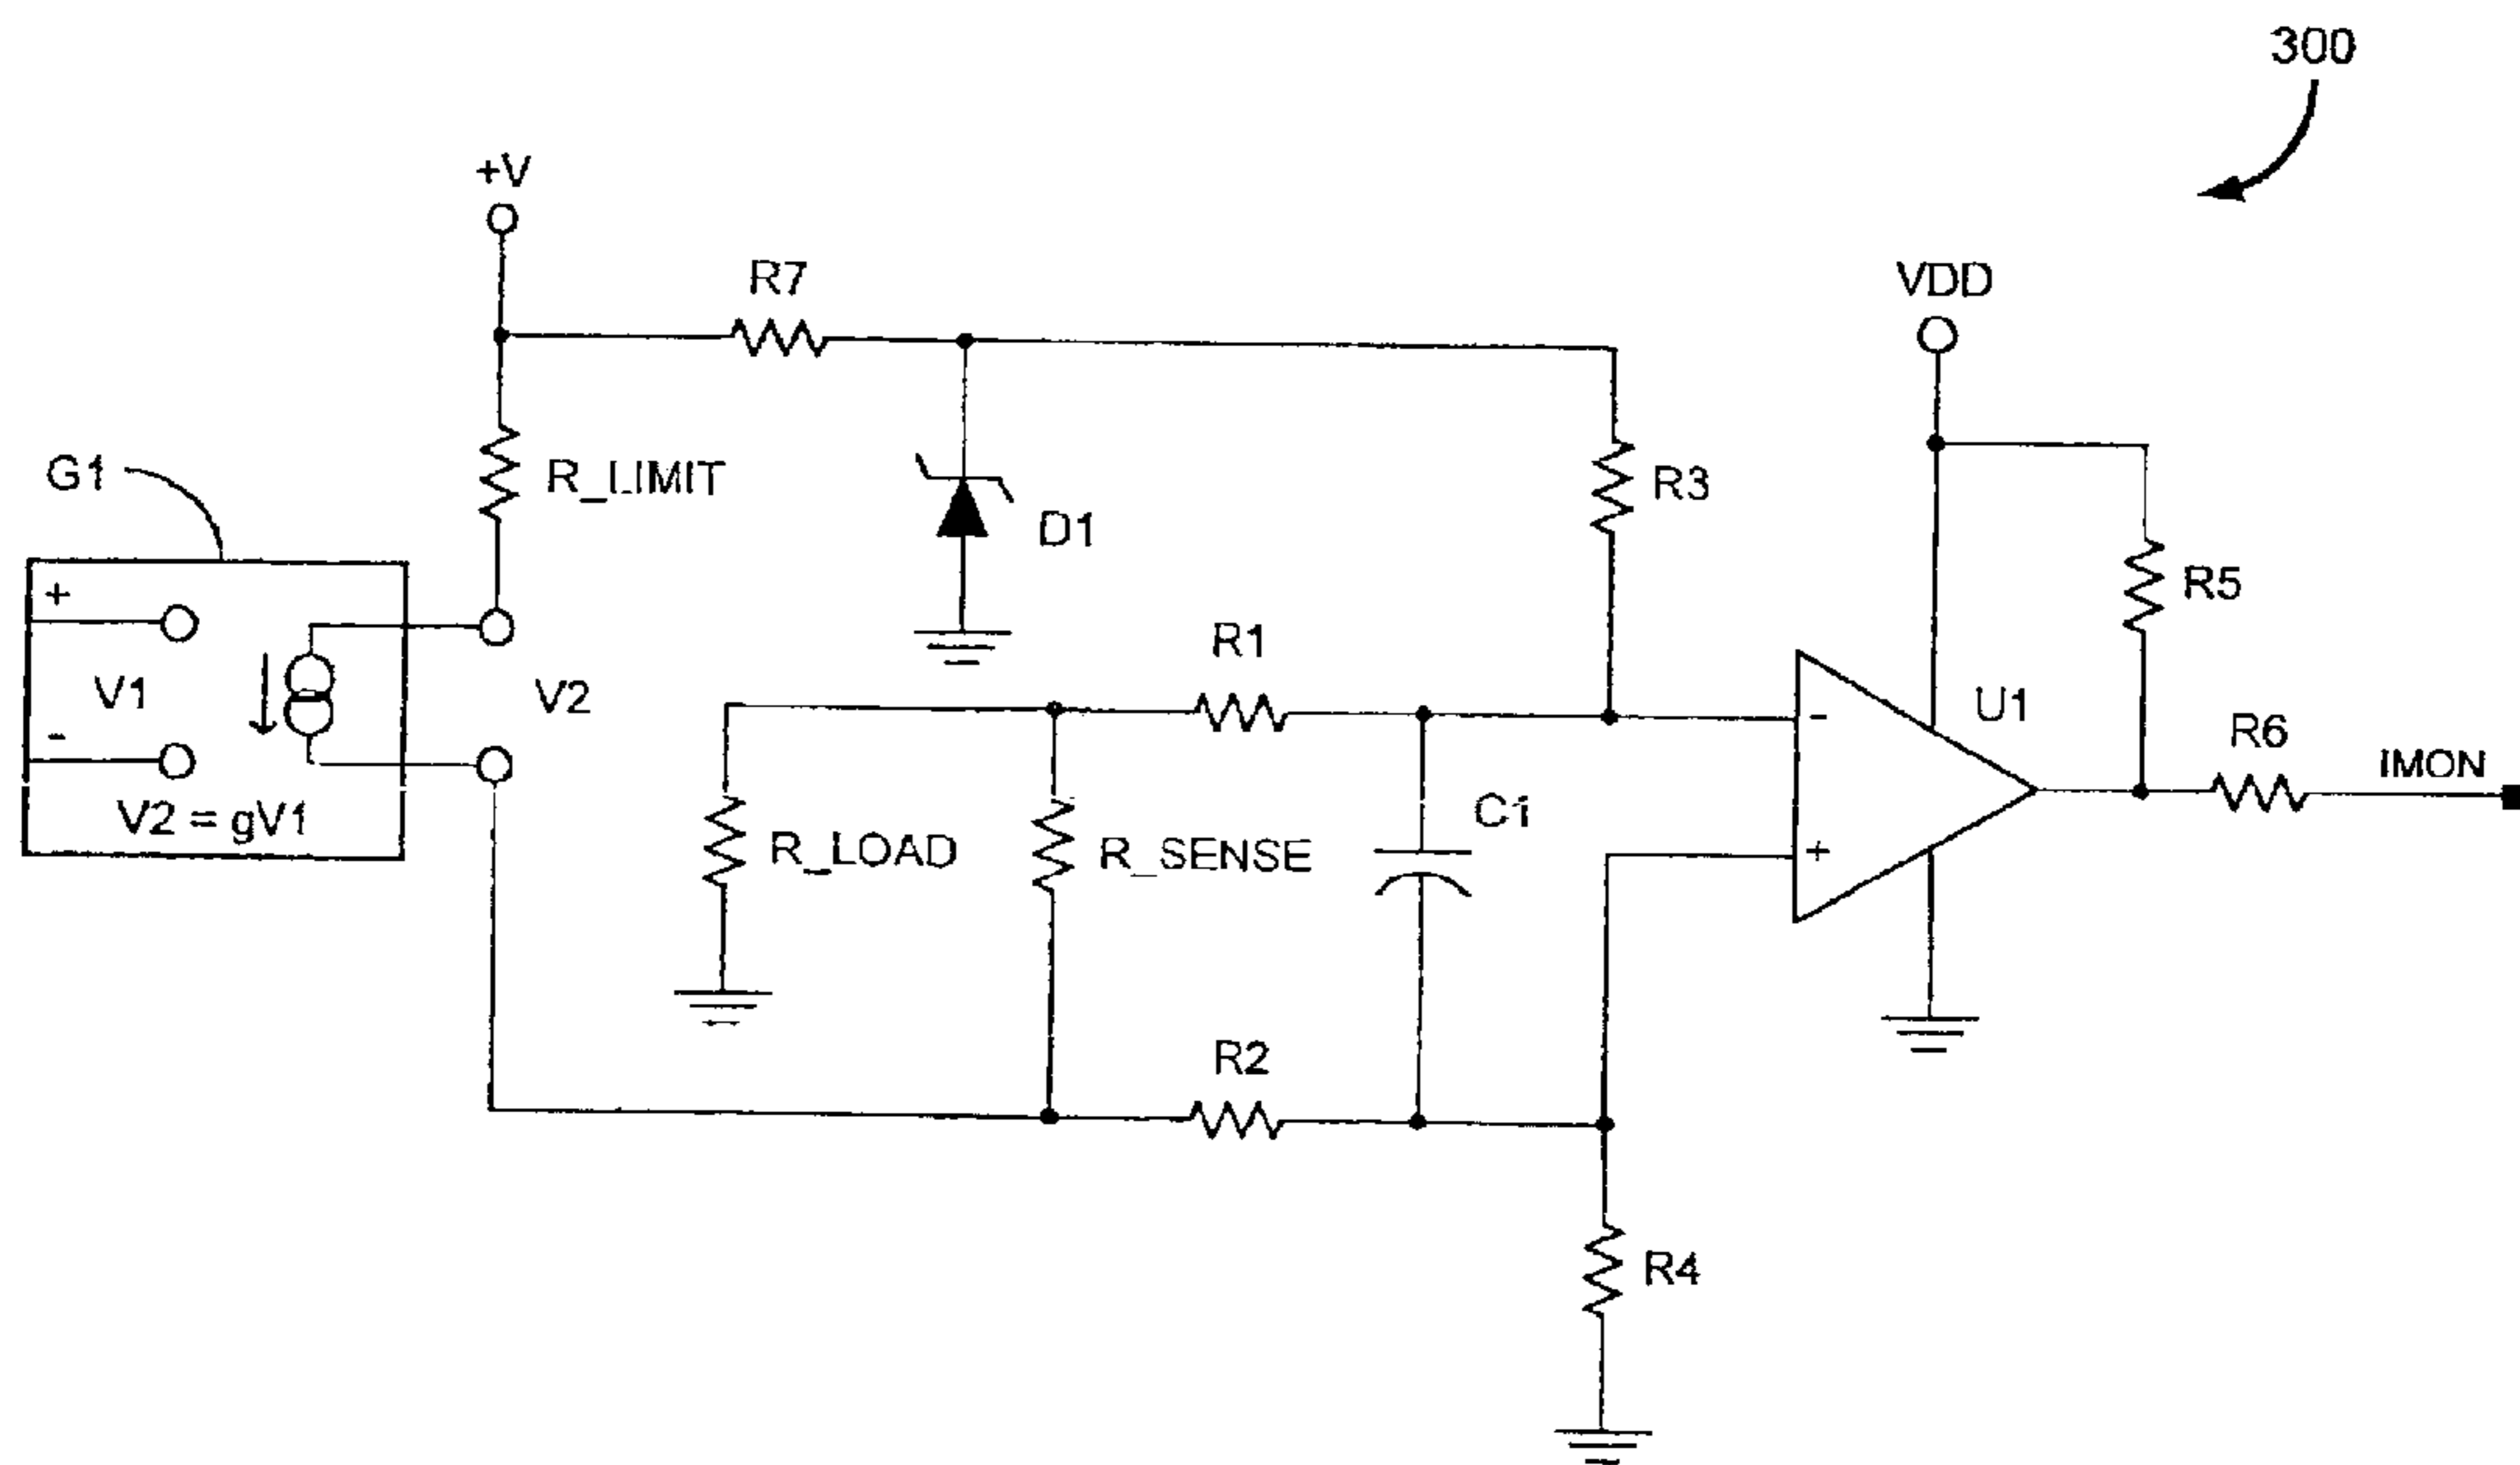 300
+V
R7
VDD
G1
R_LIMIT
R3
D1
R5
+
V1
-
V2 = gV1
V2
R1
-
U1
R6
IMON
R_LOAD
R_SENSE
C1
+
R2
R4